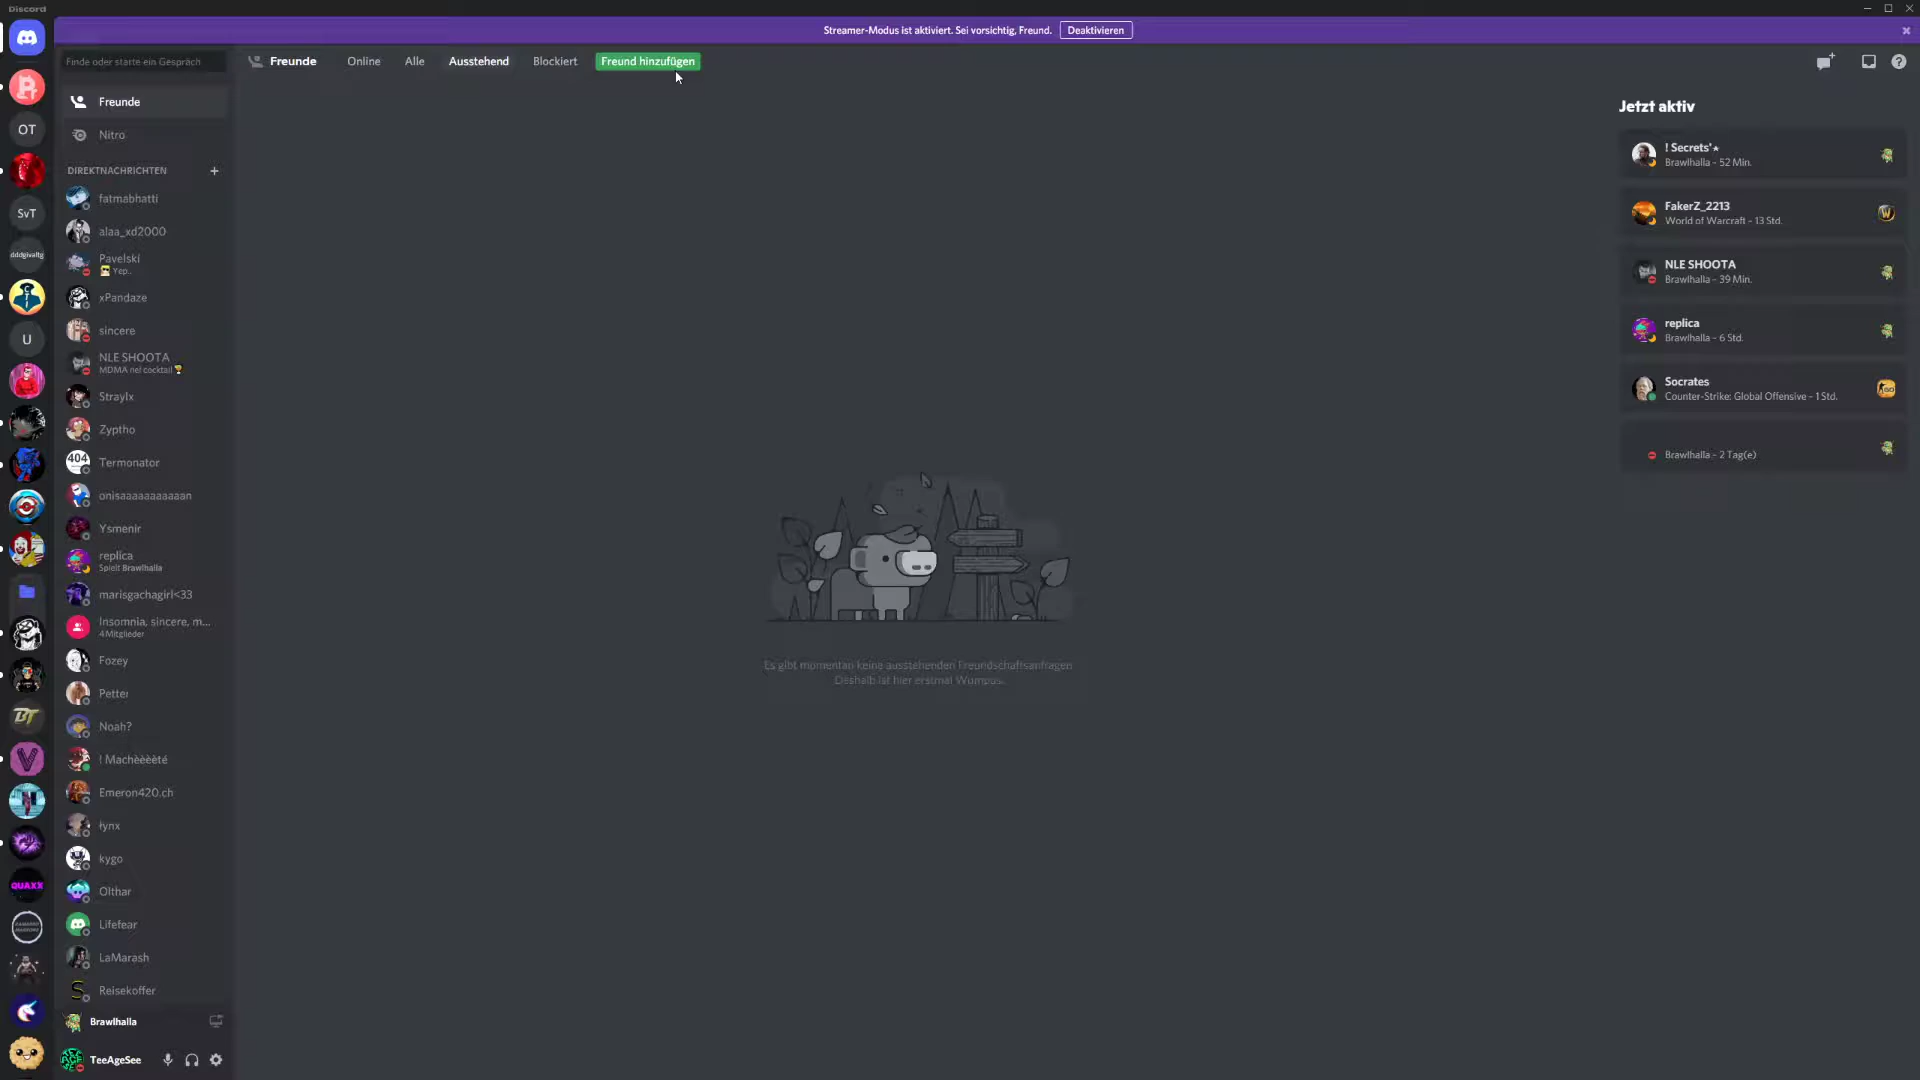 Discord
Streamer-Modus ist aktiviert. Sei vorsichtig, Freund.
Deaktivieren
Finde oder starte ein Gespräch
Freunde
Online
Alle
Ausstehend
Blockiert
Freund hinzufügen
Freunde
Nitro
DIREKTNACHRICHTEN
fatmabhatti
alaa_xd2000
Pavelski
Yep..
xPandaze
sincere
NLE SHOOTA
MDMA nel cocktail
Straylx
Zyptho
404
Termonator
onisaaaaaaaaaaan
Ysmenir
replica
Spielt Brawlhalla
marisgachagirl<33
Insomnia, sincere, m...
4 Mitglieder
Fozey
Petter
Noah?
! Machèèèèté
Emeron420.ch
łynx
kygo
Olthar
Lifefear
LaMarash
Reisekoffer
Brawlhalla
TeeAgeSee
OT
SvT
dddgivaltg
U
BT
V
QUAXX
Es gibt momentan keine ausstehenden Freundschaftsanfragen.
Deshalb ist hier erstmal Wumpus.
Jetzt aktiv
! Secrets'⋆
Brawlhalla – 52 Min.
FakerZ_2213
World of Warcraft – 13 Std.
NLE SHOOTA
Brawlhalla – 39 Min.
replica
Brawlhalla – 6 Std.
Socrates
Counter-Strike: Global Offensive – 1 Std.
Brawlhalla – 2 Tag(e)